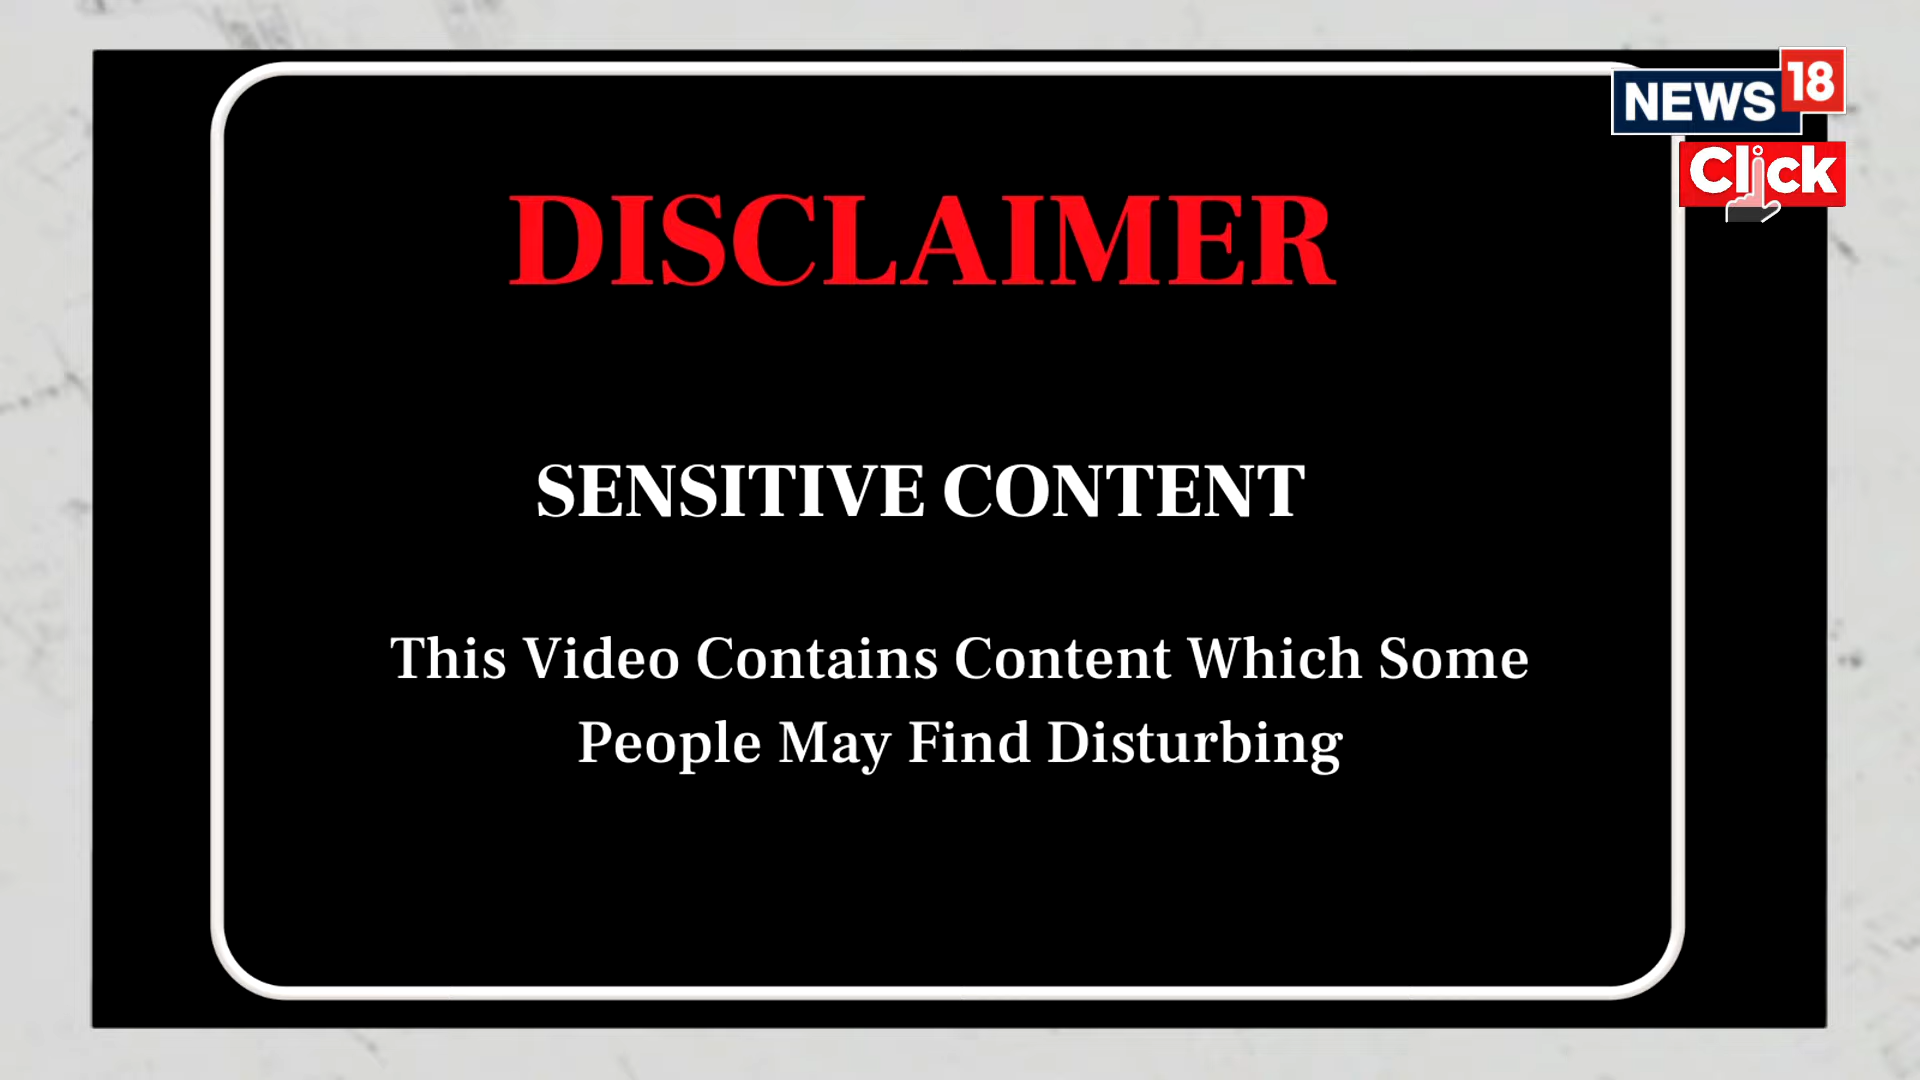 NEWS 18
Click
DISCLAIMER
SENSITIVE CONTENT
This Video Contains Content Which Some
People May Find Disturbing